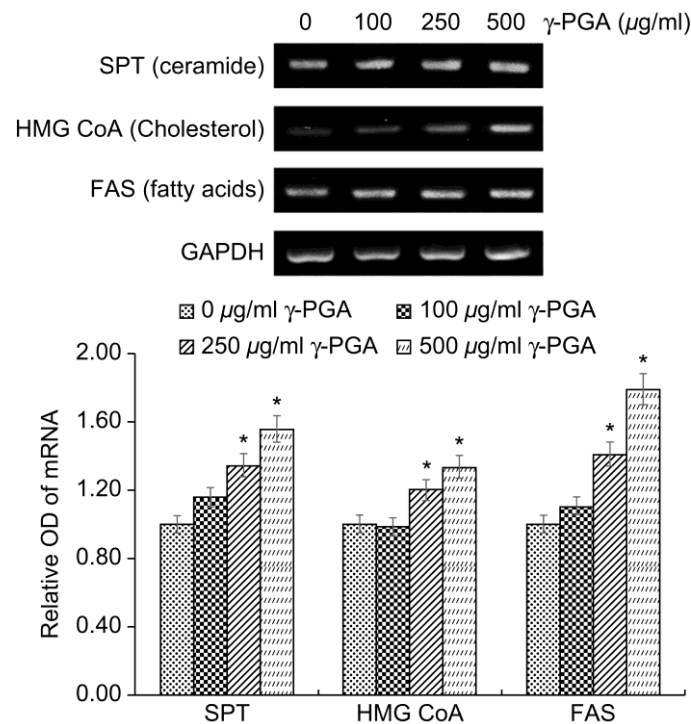 0 100 250 500 γ-PGA (µg/ml)
SPT (ceramide)
HMG CoA (Cholesterol)
FAS (fatty acids)
GAPDH
0 µg/ml γ-PGA 100 µg/ml γ-PGA
250 µg/ml γ-PGA 500 µg/ml γ-PGA
Relative OD of mRNA
2.00
1.60
1.20
0.80
0.40
0.00
* * * * * *
SPT HMG CoA FAS